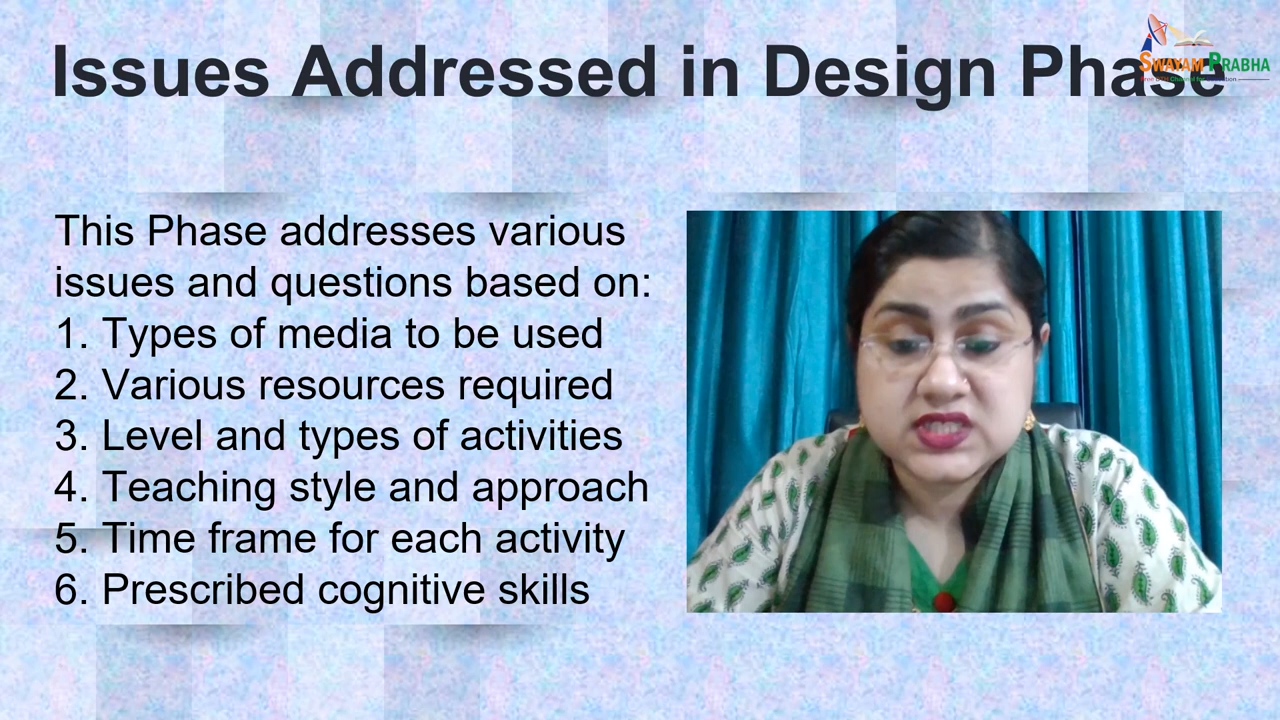 Issues Addressed in Design Phase
SWAYAM PRABHA
This Phase addresses various
issues and questions based on:
1. Types of media to be used
2. Various resources required
3. Level and types of activities
4. Teaching style and approach
5. Time frame for each activity
6. Prescribed cognitive skills